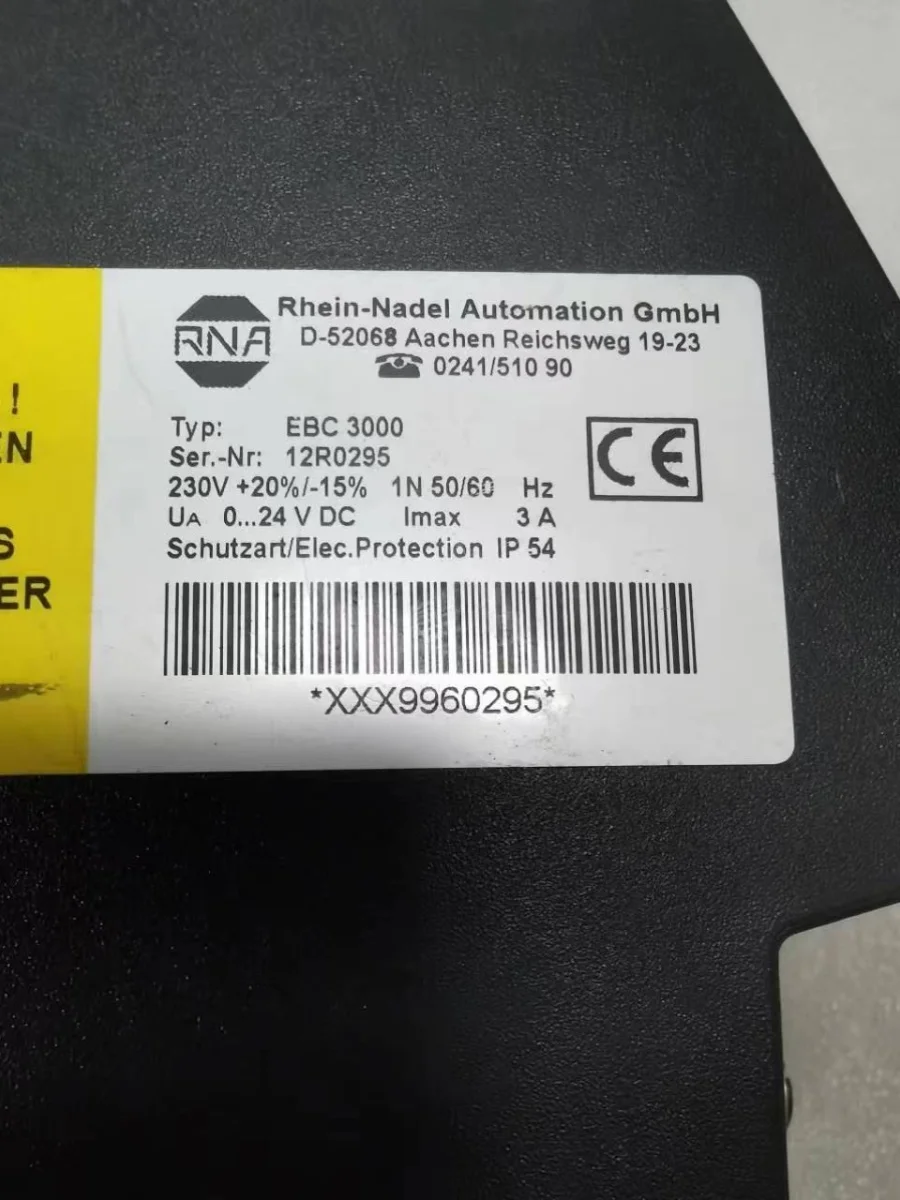 !
EN
S
ER
RNA
Rhein-Nadel Automation GmbH
D-52068 Aachen Reichsweg 19-23
☎ 0241/510 90
Typ: EBC 3000
Ser.-Nr: 12R0295
230V +20%/-15% 1N 50/60 Hz
UA 0...24 V DC Imax 3 A
Schutzart/Elec.Protection IP 54
CE
*XXX9960295*